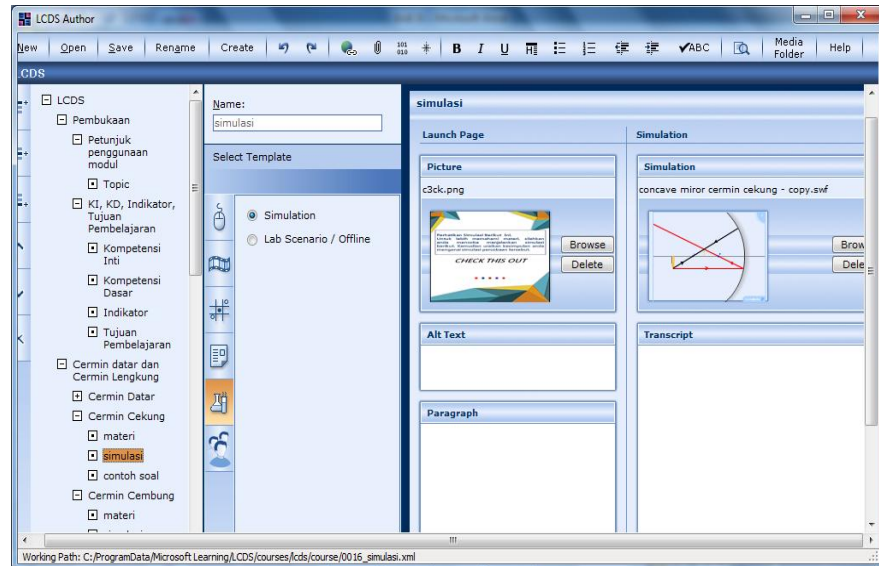 LCDS Author
New Open Save Rename Create B I U ✔ABC Media Folder Help
LCDS
LCDS
Pembukaan
Petunjuk
penggunaan
modul
Topic
KI, KD, Indikator,
Tujuan
Pembelajaran
Kompetensi
Inti
Kompetensi
Dasar
Indikator
Tujuan
Pembelajaran
Cermin datar dan
Cermin Lengkung
Cermin Datar
Cermin Cekung
materi
simulasi
contoh soal
Cermin Cembung
materi
Name:
simulasi
Select Template
Simulation
Lab Scenario / Offline
simulasi
Launch Page
Picture
c3ck.png
CHECK THIS OUT
Browse
Delete
Alt Text
Paragraph
Simulation
Simulation
concave miror cermin cekung - copy.swf
Brow
Dele
Transcript
Working Path: C:/ProgramData/Microsoft Learning/LCDS/courses/lcds/course/0016_simulasi.xml